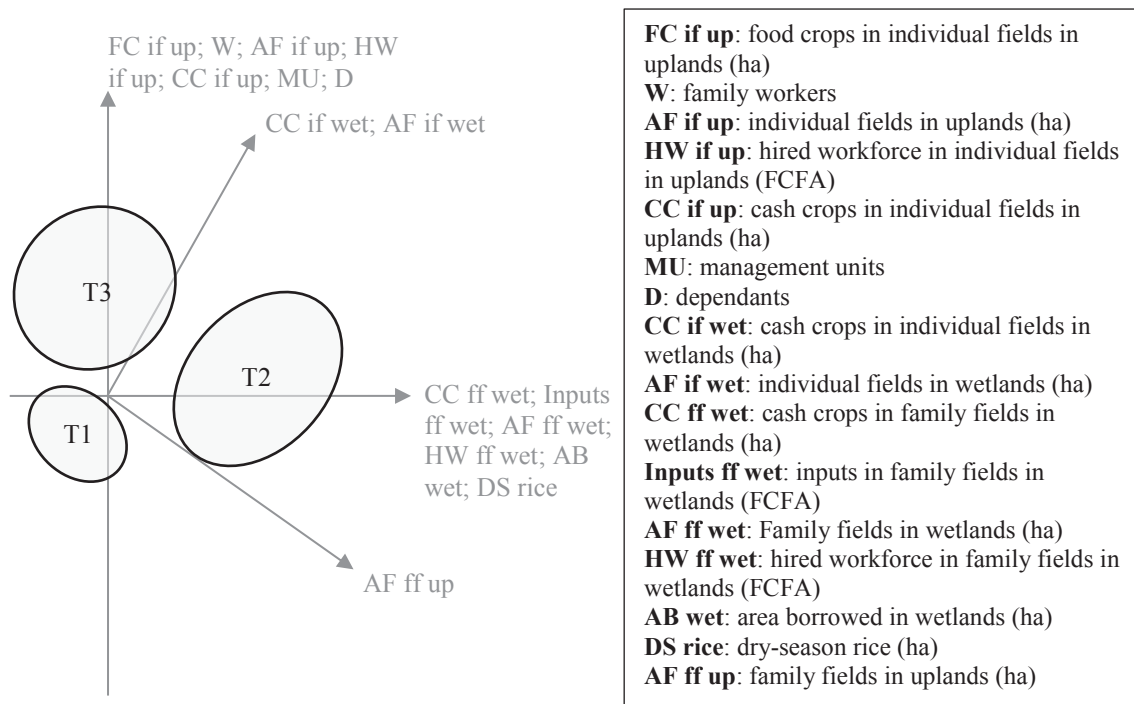 FC if up; W; AF if up; HW
if up; CC if up; MU; D
CC if wet; AF if wet
T3
T2
T1
CC ff wet; Inputs
ff wet; AF ff wet;
HW ff wet; AB
wet; DS rice
AF ff up
FC if up: food crops in individual fields in
uplands (ha)
W: family workers
AF if up: individual fields in uplands (ha)
HW if up: hired workforce in individual fields
in uplands (FCFA)
CC if up: cash crops in individual fields in
uplands (ha)
MU: management units
D: dependants
CC if wet: cash crops in individual fields in
wetlands (ha)
AF if wet: individual fields in wetlands (ha)
CC ff wet: cash crops in family fields in
wetlands (ha)
Inputs ff wet: inputs in family fields in
wetlands (FCFA)
AF ff wet: Family fields in wetlands (ha)
HW ff wet: hired workforce in family fields in
wetlands (FCFA)
AB wet: area borrowed in wetlands (ha)
DS rice: dry-season rice (ha)
AF ff up: family fields in uplands (ha)